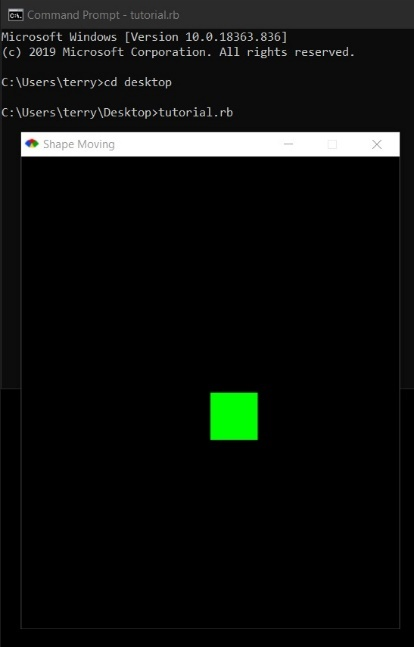 Command Prompt - tutorial.rb
Microsoft Windows [Version 10.0.18363.836]
(c) 2019 Microsoft Corporation. All rights reserved.
C:\Users\terry>cd desktop
C:\Users\terry\Desktop>tutorial.rb
Shape Moving